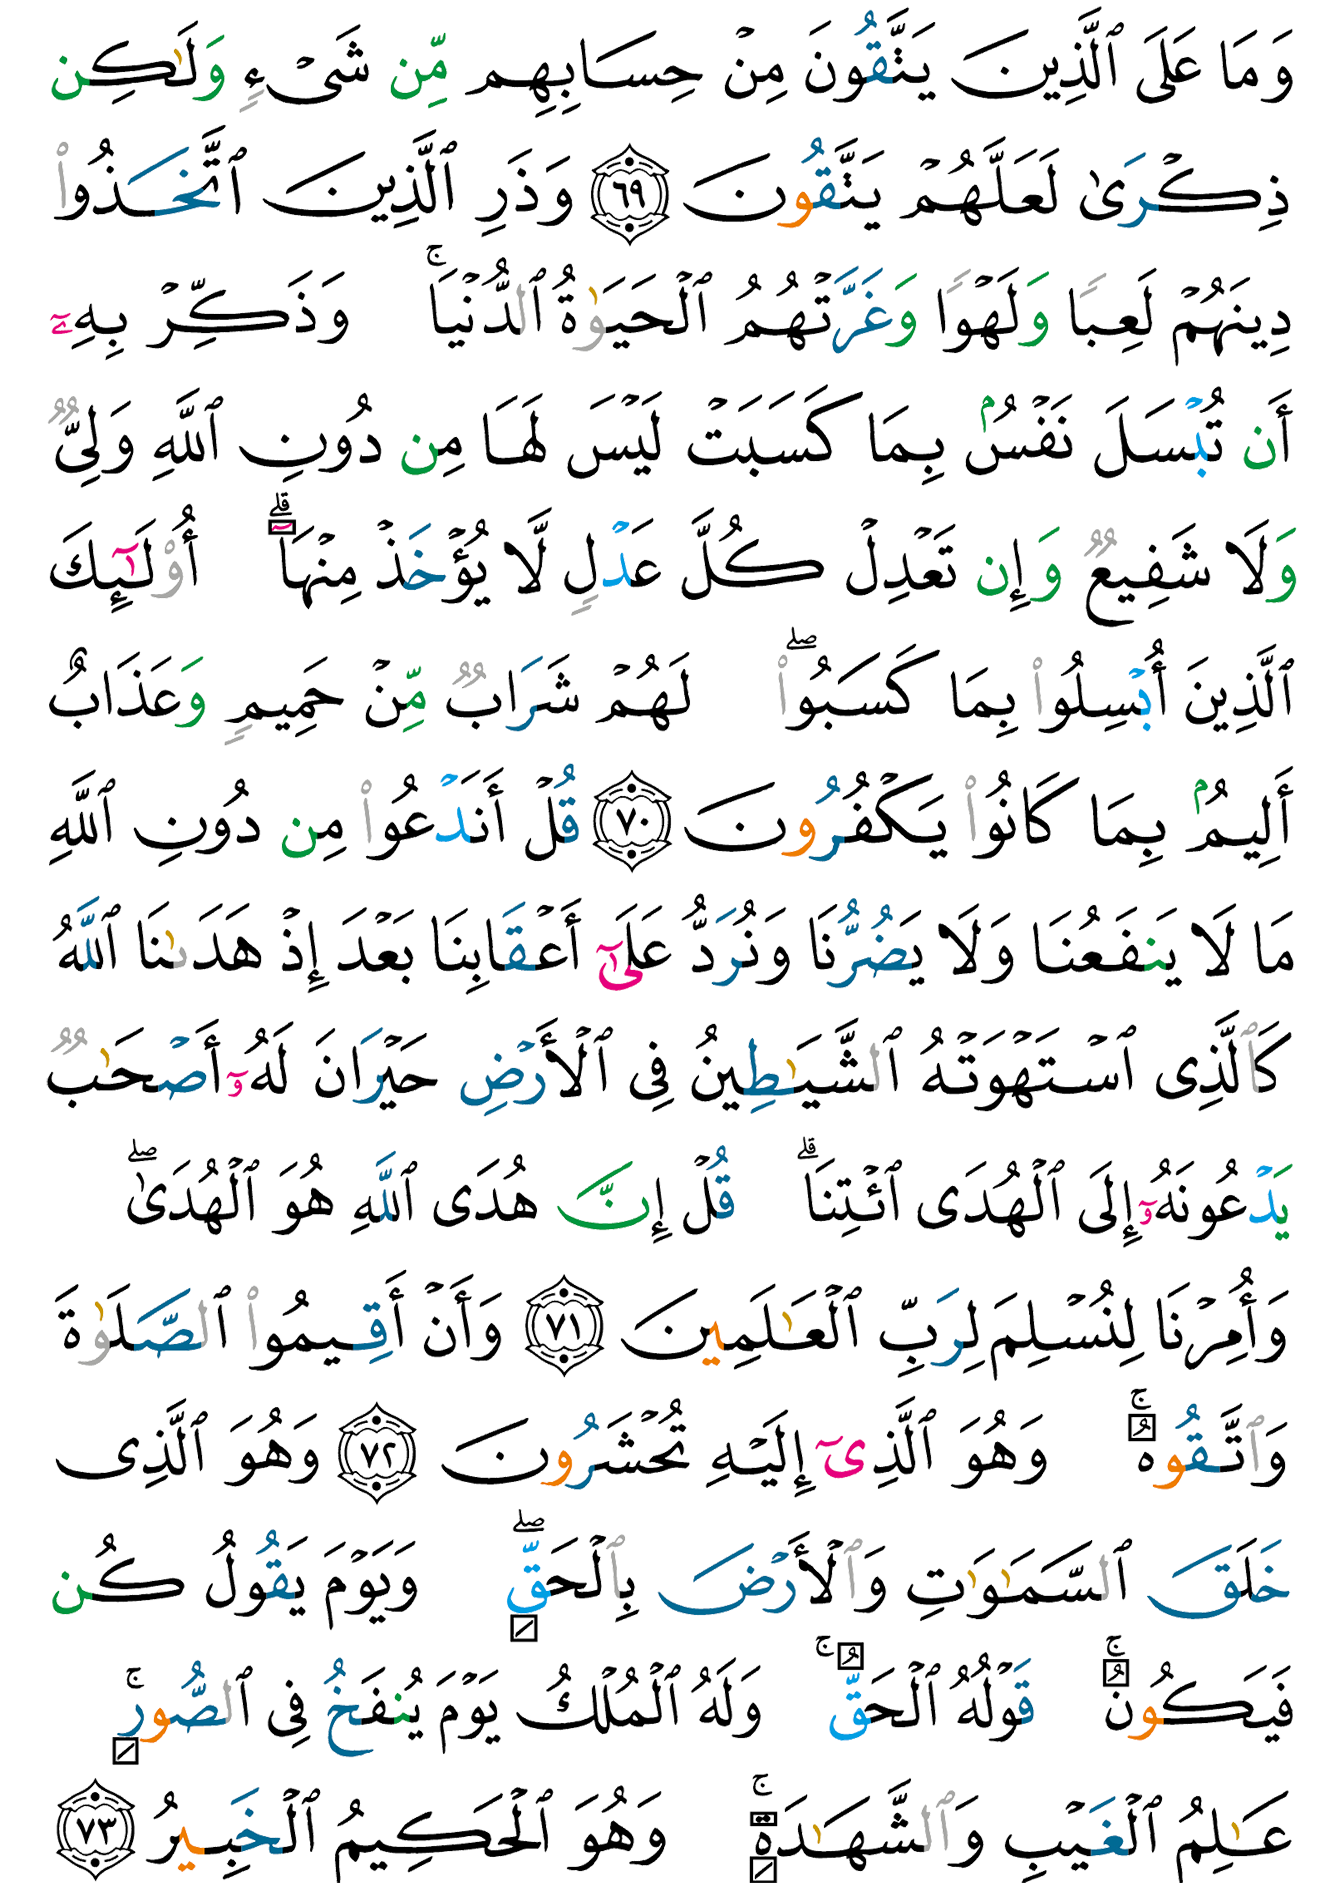 وَمَا عَلَى ٱلَّذِينَ يَتَّقُونَ مِنْ حِسَابِهِم مِّن شَىْءٍ وَلَـٰكِن
ذِكْرَىٰ لَعَلَّهُمْ يَتَّقُونَ ٦٩ وَذَرِ ٱلَّذِينَ ٱتَّخَذُوا۟
دِينَهُمْ لَعِبًا وَلَهْوًا وَغَرَّتْهُمُ ٱلْحَيَوٰةُ ٱلدُّنْيَا ۚ وَذَكِّرْ بِهِۦٓ
أَن تُبْسَلَ نَفْسٌۢ بِمَا كَسَبَتْ لَيْسَ لَهَا مِن دُونِ ٱللَّهِ وَلِىٌّ
وَلَا شَفِيعٌ وَإِن تَعْدِلْ كُلَّ عَدْلٍ لَّا يُؤْخَذْ مِنْهَآ ۗ أُو۟لَـٰٓئِكَ
ٱلَّذِينَ أُبْسِلُوا۟ بِمَا كَسَبُوا۟ ۖ لَهُمْ شَرَابٌ مِّنْ حَمِيمٍ وَعَذَابٌ
أَلِيمٌۢ بِمَا كَانُوا۟ يَكْفُرُونَ ٧٠ قُلْ أَنَدْعُوا۟ مِن دُونِ ٱللَّهِ
مَا لَا يَنفَعُنَا وَلَا يَضُرُّنَا وَنُرَدُّ عَلَىٰٓ أَعْقَابِنَا بَعْدَ إِذْ هَدَىٰنَا ٱللَّهُ
كَٱلَّذِى ٱسْتَهْوَتْهُ ٱلشَّيَـٰطِينُ فِى ٱلْأَرْضِ حَيْرَانَ لَهُۥٓ أَصْحَـٰبٌ
يَدْعُونَهُۥٓ إِلَى ٱلْهُدَى ٱئْتِنَا ۗ قُلْ إِنَّ هُدَى ٱللَّهِ هُوَ ٱلْهُدَىٰ ۖ
وَأُمِرْنَا لِنُسْلِمَ لِرَبِّ ٱلْعَـٰلَمِينَ ٧١ وَأَنْ أَقِيمُوا۟ ٱلصَّلَوٰةَ
وَٱتَّقُوهُ ۚ وَهُوَ ٱلَّذِىٓ إِلَيْهِ تُحْشَرُونَ ٧٢ وَهُوَ ٱلَّذِى
خَلَقَ ٱلسَّمَـٰوَٰتِ وَٱلْأَرْضَ بِٱلْحَقِّ ۖ وَيَوْمَ يَقُولُ كُن
فَيَكُونُ ۚ قَوْلُهُ ٱلْحَقُّ ۚ وَلَهُ ٱلْمُلْكُ يَوْمَ يُنفَخُ فِى ٱلصُّورِ ۚ
عَـٰلِمُ ٱلْغَيْبِ وَٱلشَّهَـٰدَةِ ۚ وَهُوَ ٱلْحَكِيمُ ٱلْخَبِيرُ ٧٣